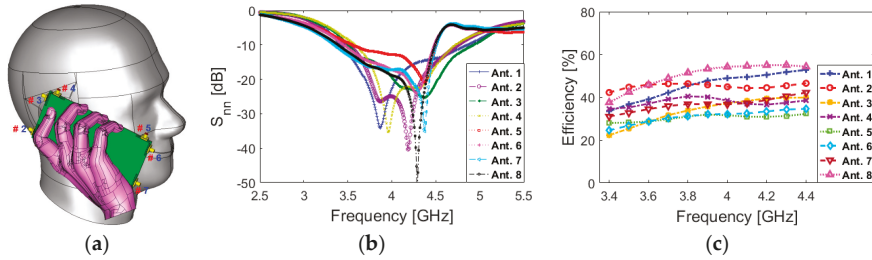 # 4
# 3
# 2
# 5
# 6
7
(a)
S_nn [dB]
0
-10
-20
-30
-40
-50
2.5
3
3.5
4
4.5
5
5.5
Frequency [GHz]
Ant. 1
Ant. 2
Ant. 3
Ant. 4
Ant. 5
Ant. 6
Ant. 7
Ant. 8
(b)
Efficiency [%]
80
60
40
20
0
3.4
3.6
3.8
4
4.2
4.4
Frequency [GHz]
Ant. 1
Ant. 2
Ant. 3
Ant. 4
Ant. 5
Ant. 6
Ant. 7
Ant. 8
(c)